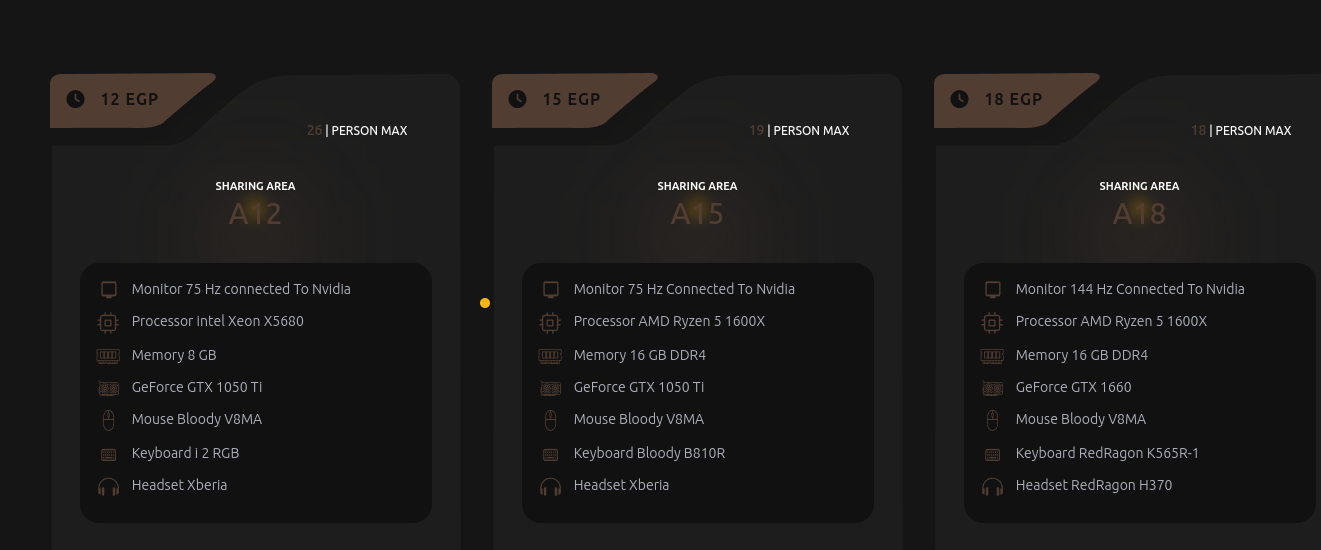 12 EGP
26 | PERSON MAX
SHARING AREA
A12
Monitor 75 Hz connected To Nvidia
Processor intel Xeon X5680
Memory 8 GB
GeForce GTX 1050 Ti
Mouse Bloody V8MA
Keyboard i 2 RGB
Headset Xberia
15 EGP
19 | PERSON MAX
SHARING AREA
A15
Monitor 75 Hz Connected To Nvidia
Processor AMD Ryzen 5 1600X
Memory 16 GB DDR4
GeForce GTX 1050 Ti
Mouse Bloody V8MA
Keyboard Bloody B810R
Headset Xberia
18 EGP
18 | PERSON MAX
SHARING AREA
A18
Monitor 144 Hz Connected To Nvidia
Processor AMD Ryzen 5 1600X
Memory 16 GB DDR4
GeForce GTX 1660
Mouse Bloody V8MA
Keyboard RedRagon K565R-1
Headset RedRagon H370